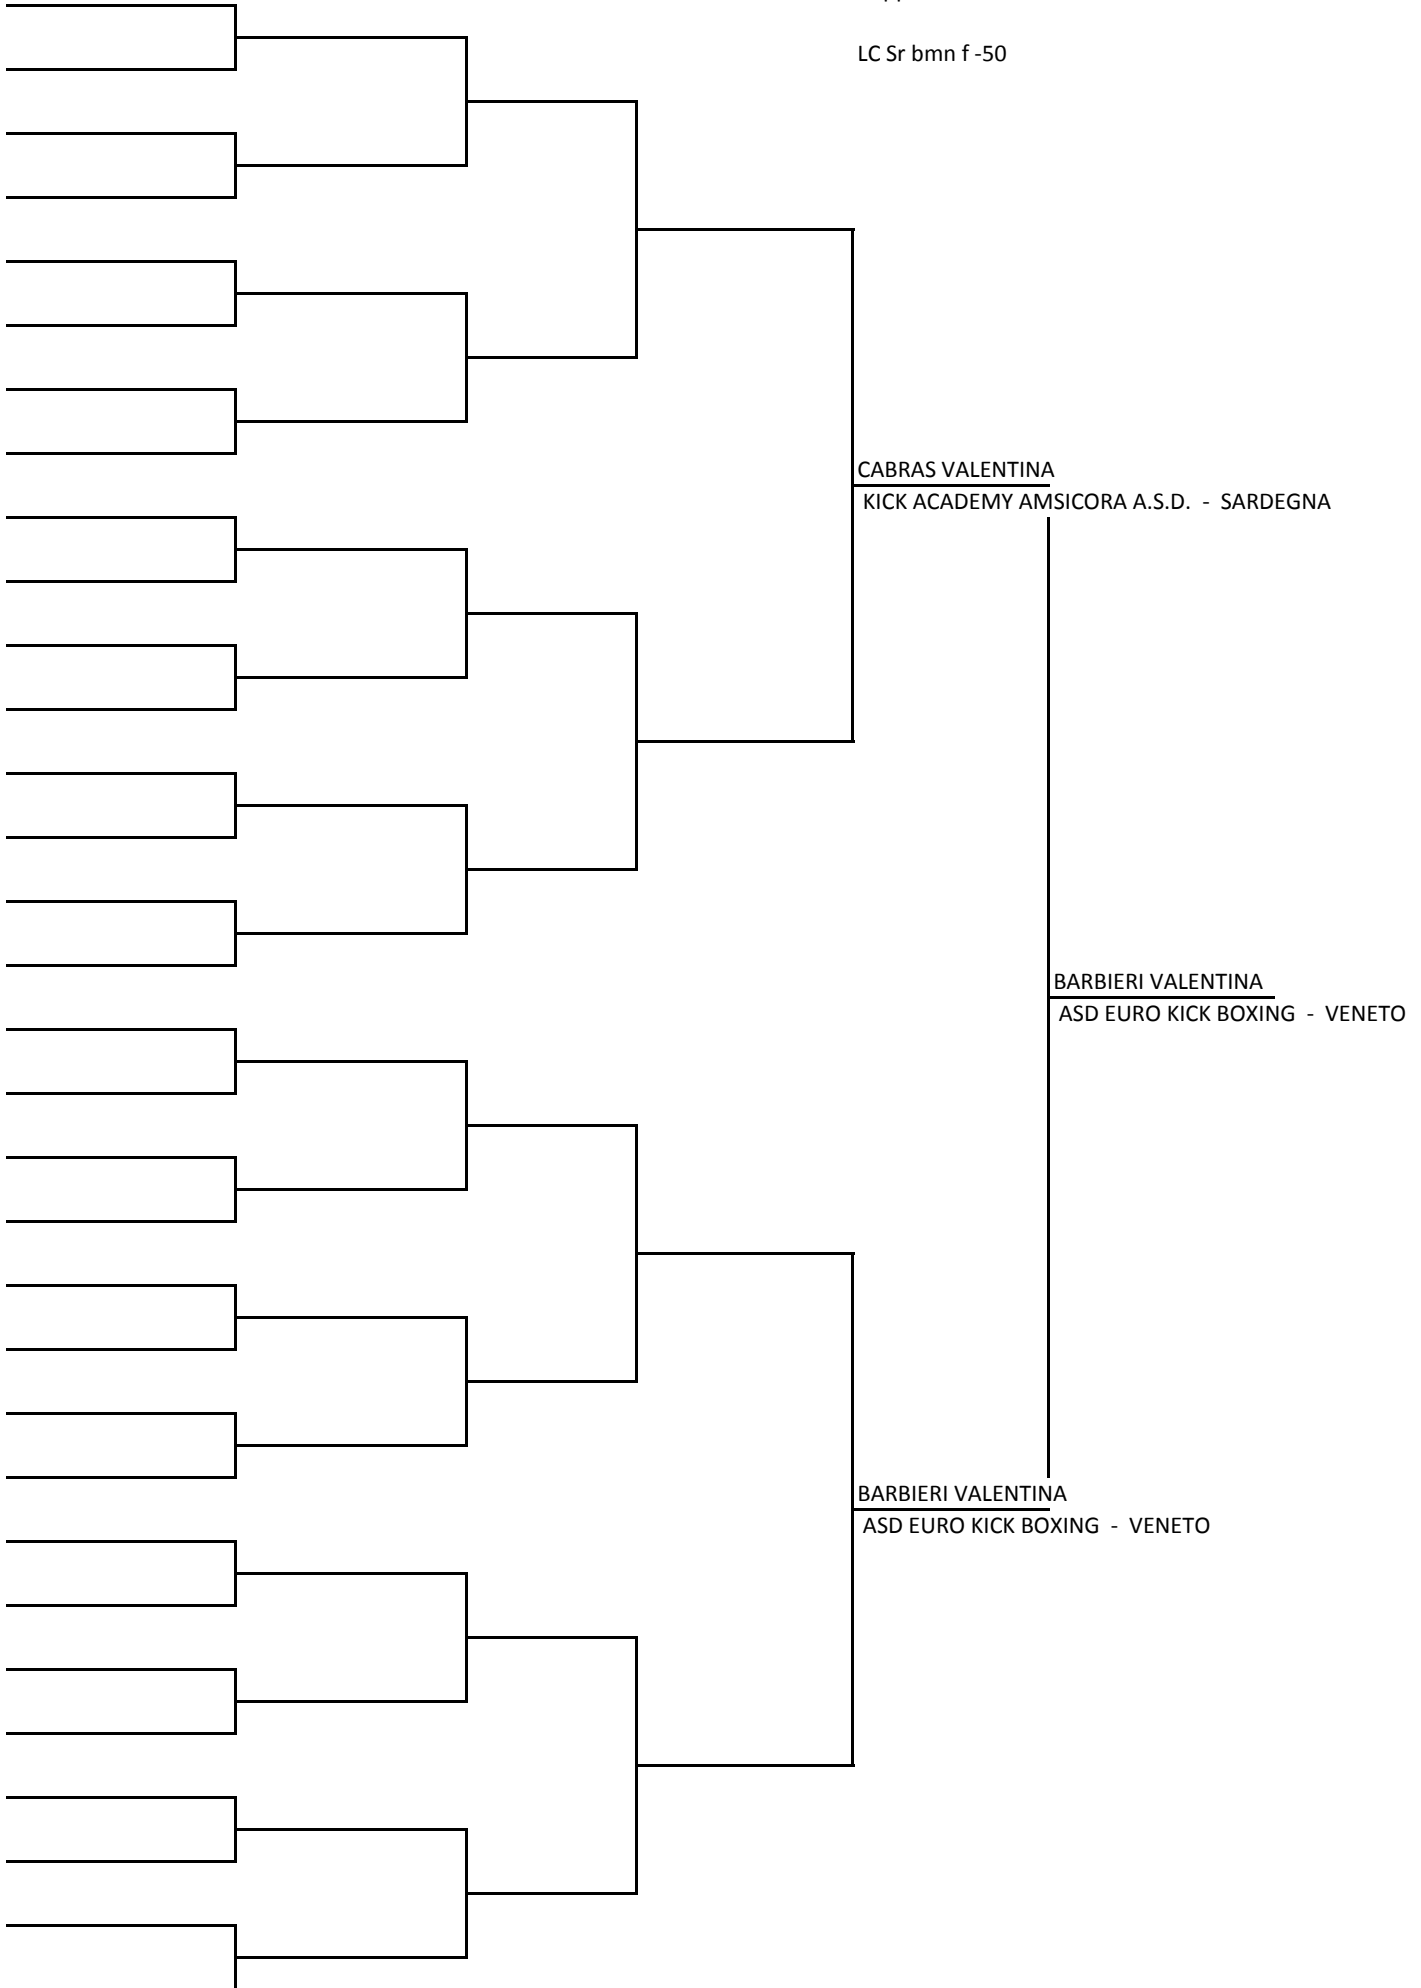 LC Sr bmn f -50
CABRAS VALENTINA
KICK ACADEMY AMSICORA A.S.D. - SARDEGNA
BARBIERI VALENTINA
ASD EURO KICK BOXING - VENETO
BARBIERI VALENTINA
ASD EURO KICK BOXING - VENETO